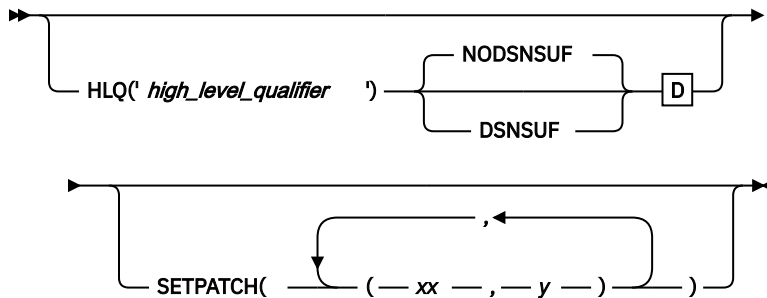 NODSNSUF
HLQ(' high_level_qualifier ') D
DSNSUF
,
SETPATCH( ( xx , y ) )